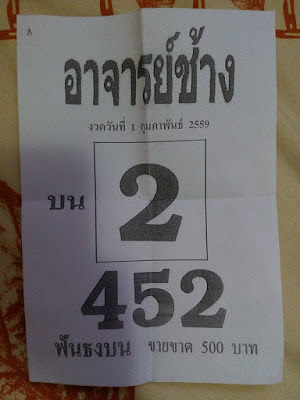 อาจารย์ช้าง
งวดวันที่ 1 กุมภาพันธ์ 2559
บน 2
452
ฟันธงบน ขายขาด 500 บาท